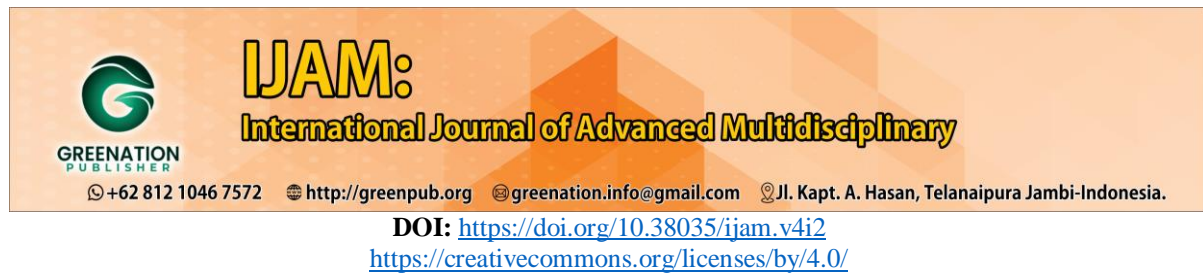 IJAM:
International Journal of Advanced Multidisciplinary
GREENATION
PUBLISHER
+62 812 1046 7572 http://greenpub.org greenation.info@gmail.com Jl. Kapt. A. Hasan, Telanaipura Jambi-Indonesia.
DOI: https://doi.org/10.38035/ijam.v4i2
https://creativecommons.org/licenses/by/4.0/